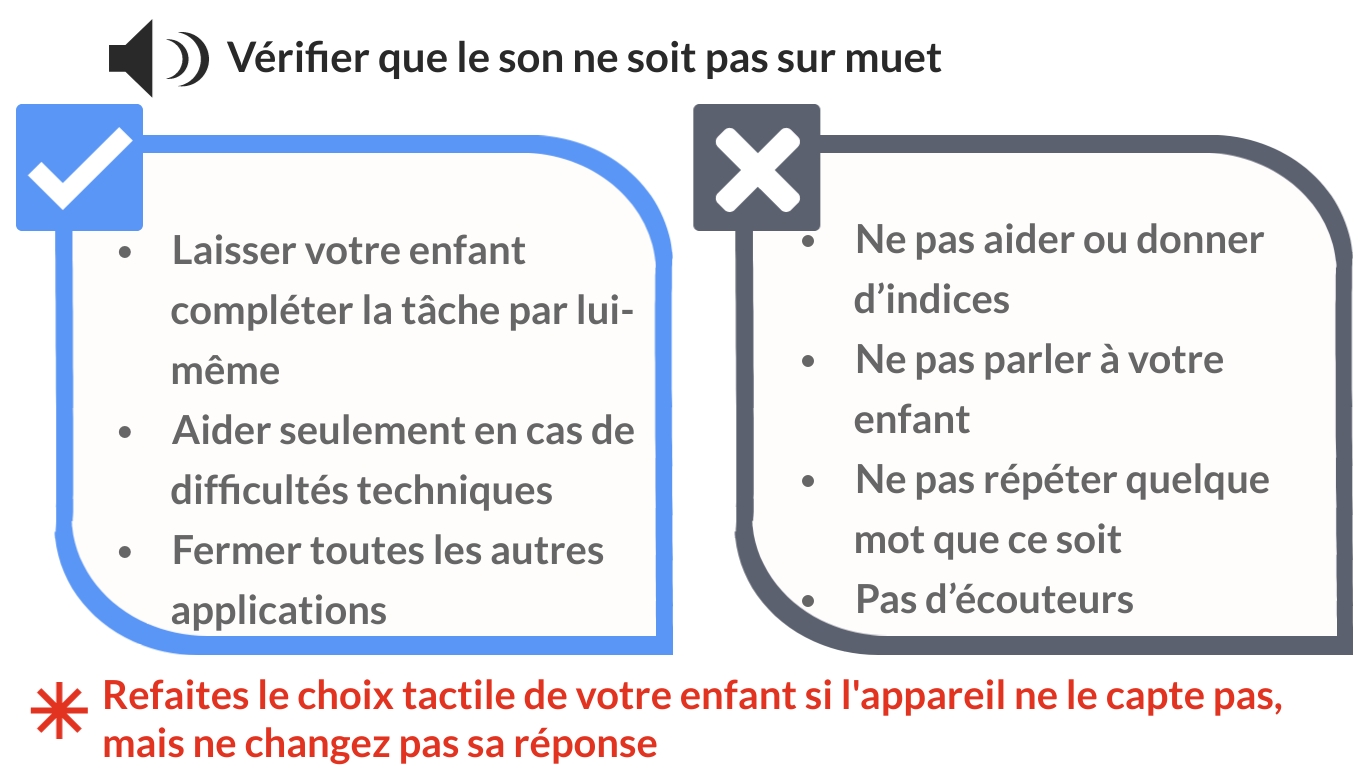 Vérifier que le son ne soit pas sur muet
• Laisser votre enfant
compléter la tâche par lui-
même
• Aider seulement en cas de
difficultés techniques
• Fermer toutes les autres
applications
• Ne pas aider ou donner
d’indices
• Ne pas parler à votre
enfant
• Ne pas répéter quelque
mot que ce soit
• Pas d’écouteurs
Refaites le choix tactile de votre enfant si l'appareil ne le capte pas,
mais ne changez pas sa réponse